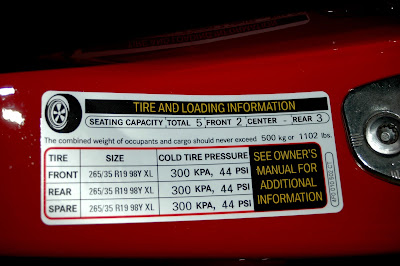 TIRE AND LOADING INFORMATION
SEATING CAPACITY TOTAL 5 FRONT 2 CENTER - REAR 3
The combined weight of occupants and cargo should never exceed 500 kg or 1102 lbs.
TIRE SIZE COLD TIRE PRESSURE
FRONT 265/35 R19 98Y XL 300 KPA, 44 PSI
REAR 265/35 R19 98Y XL 300 KPA, 44 PSI
SPARE 265/35 R19 98Y XL 300 KPA, 44 PSI
SEE OWNER'S
MANUAL FOR
ADDITIONAL
INFORMATION